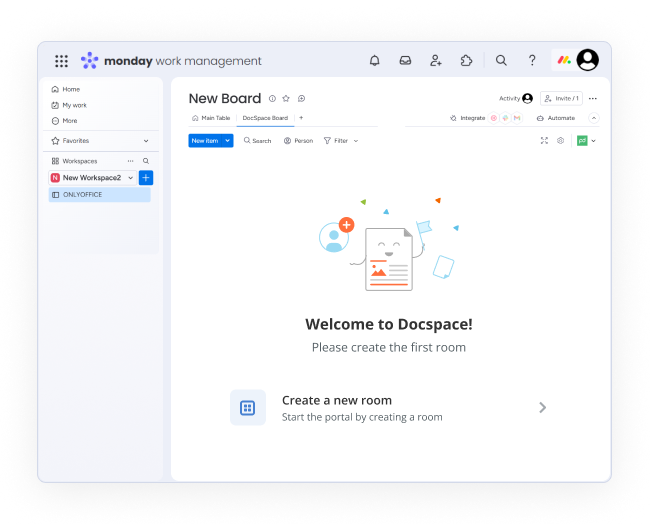 monday work management
Home
My work
More
Favorites
Workspaces
N New Workspace2
ONLYOFFICE
New Board
Activity
Invite / 1
Main Table
DocSpace Board
Integrate
Automate
New item
Search
Person
Filter
pd
Welcome to Docspace!
Please create the first room
Create a new room
Start the portal by creating a room